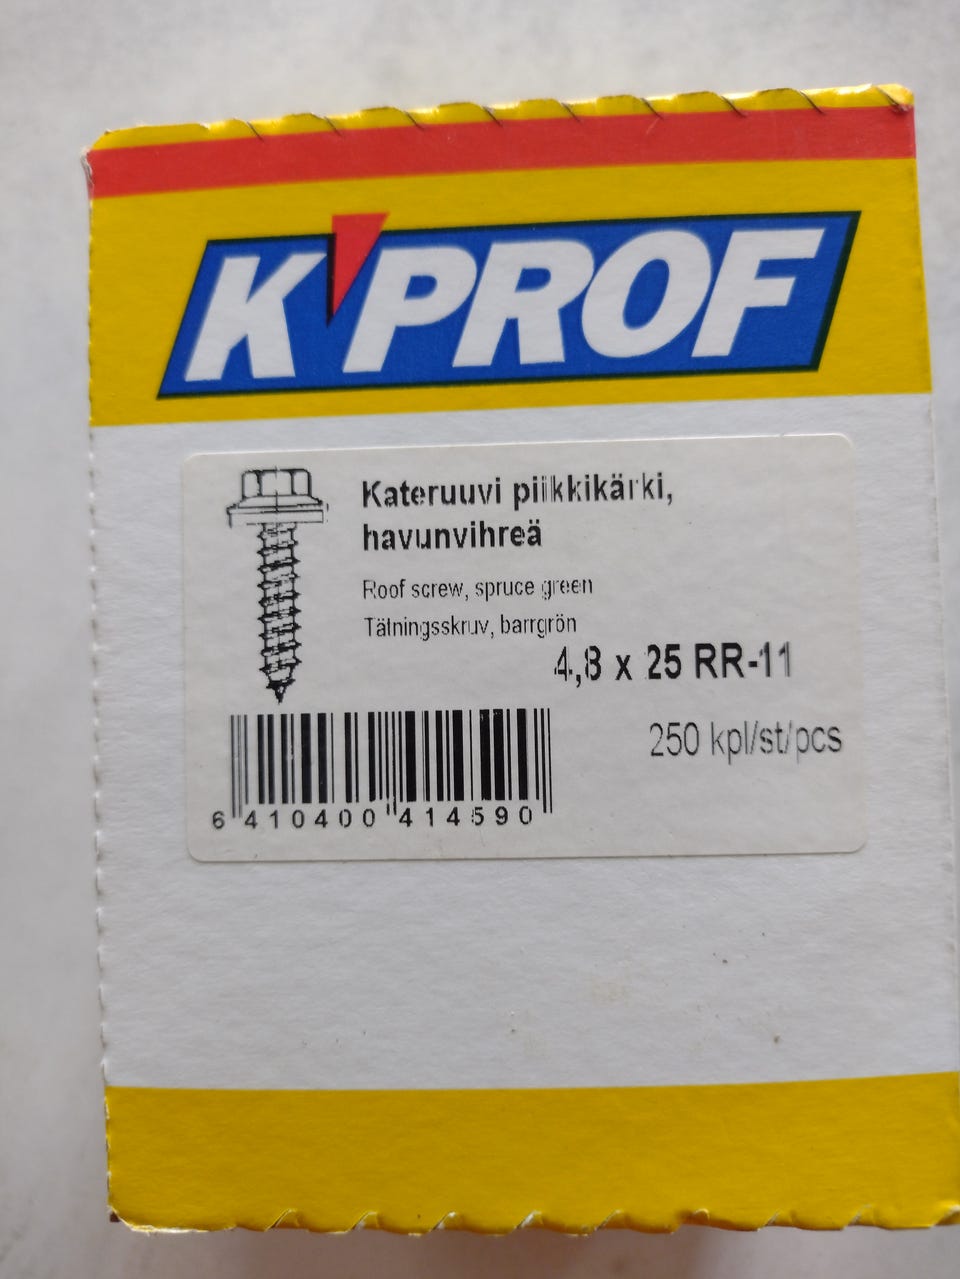 K'PROF
Kateruuvi piikkikärki,
havunvihreä
Roof screw, spruce green
Tätningsskruv, barrgrön
4,8 x 25 RR-11
250 kpl/st/pcs
6 410400 414590